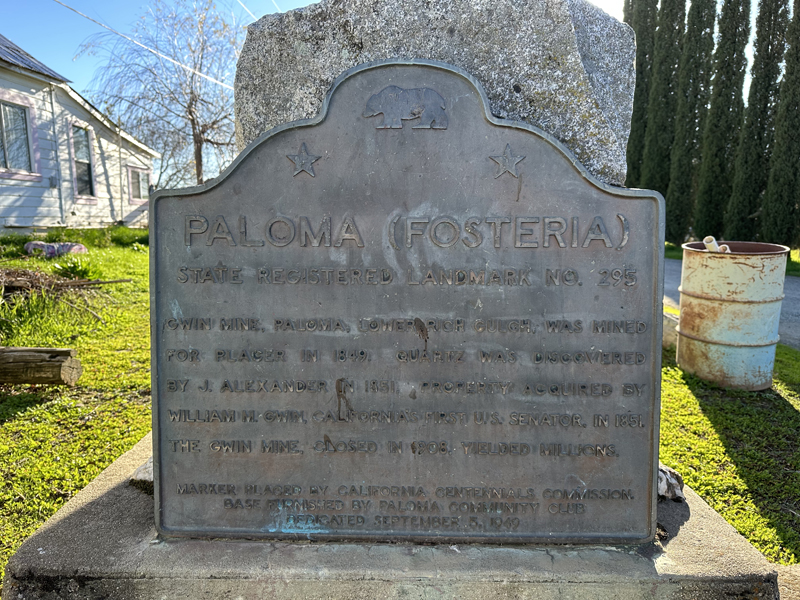 PALOMA (FOSTERIA)
STATE REGISTERED LANDMARK NO. 295
GWIN MINE, PALOMA, LOWER RICH GULCH, WAS MINED
FOR PLACER IN 1849. QUARTZ WAS DISCOVERED
BY J. ALEXANDER IN 1851. PROPERTY ACQUIRED BY
WILLIAM M. GWIN, CALIFORNIA'S FIRST U.S. SENATOR, IN 1851.
THE GWIN MINE, CLOSED IN 1908, YIELDED MILLIONS.
MARKER PLACED BY CALIFORNIA CENTENNIALS COMMISSION.
BASE FURNISHED BY PALOMA COMMUNITY CLUB
DEDICATED SEPTEMBER 5, 1949